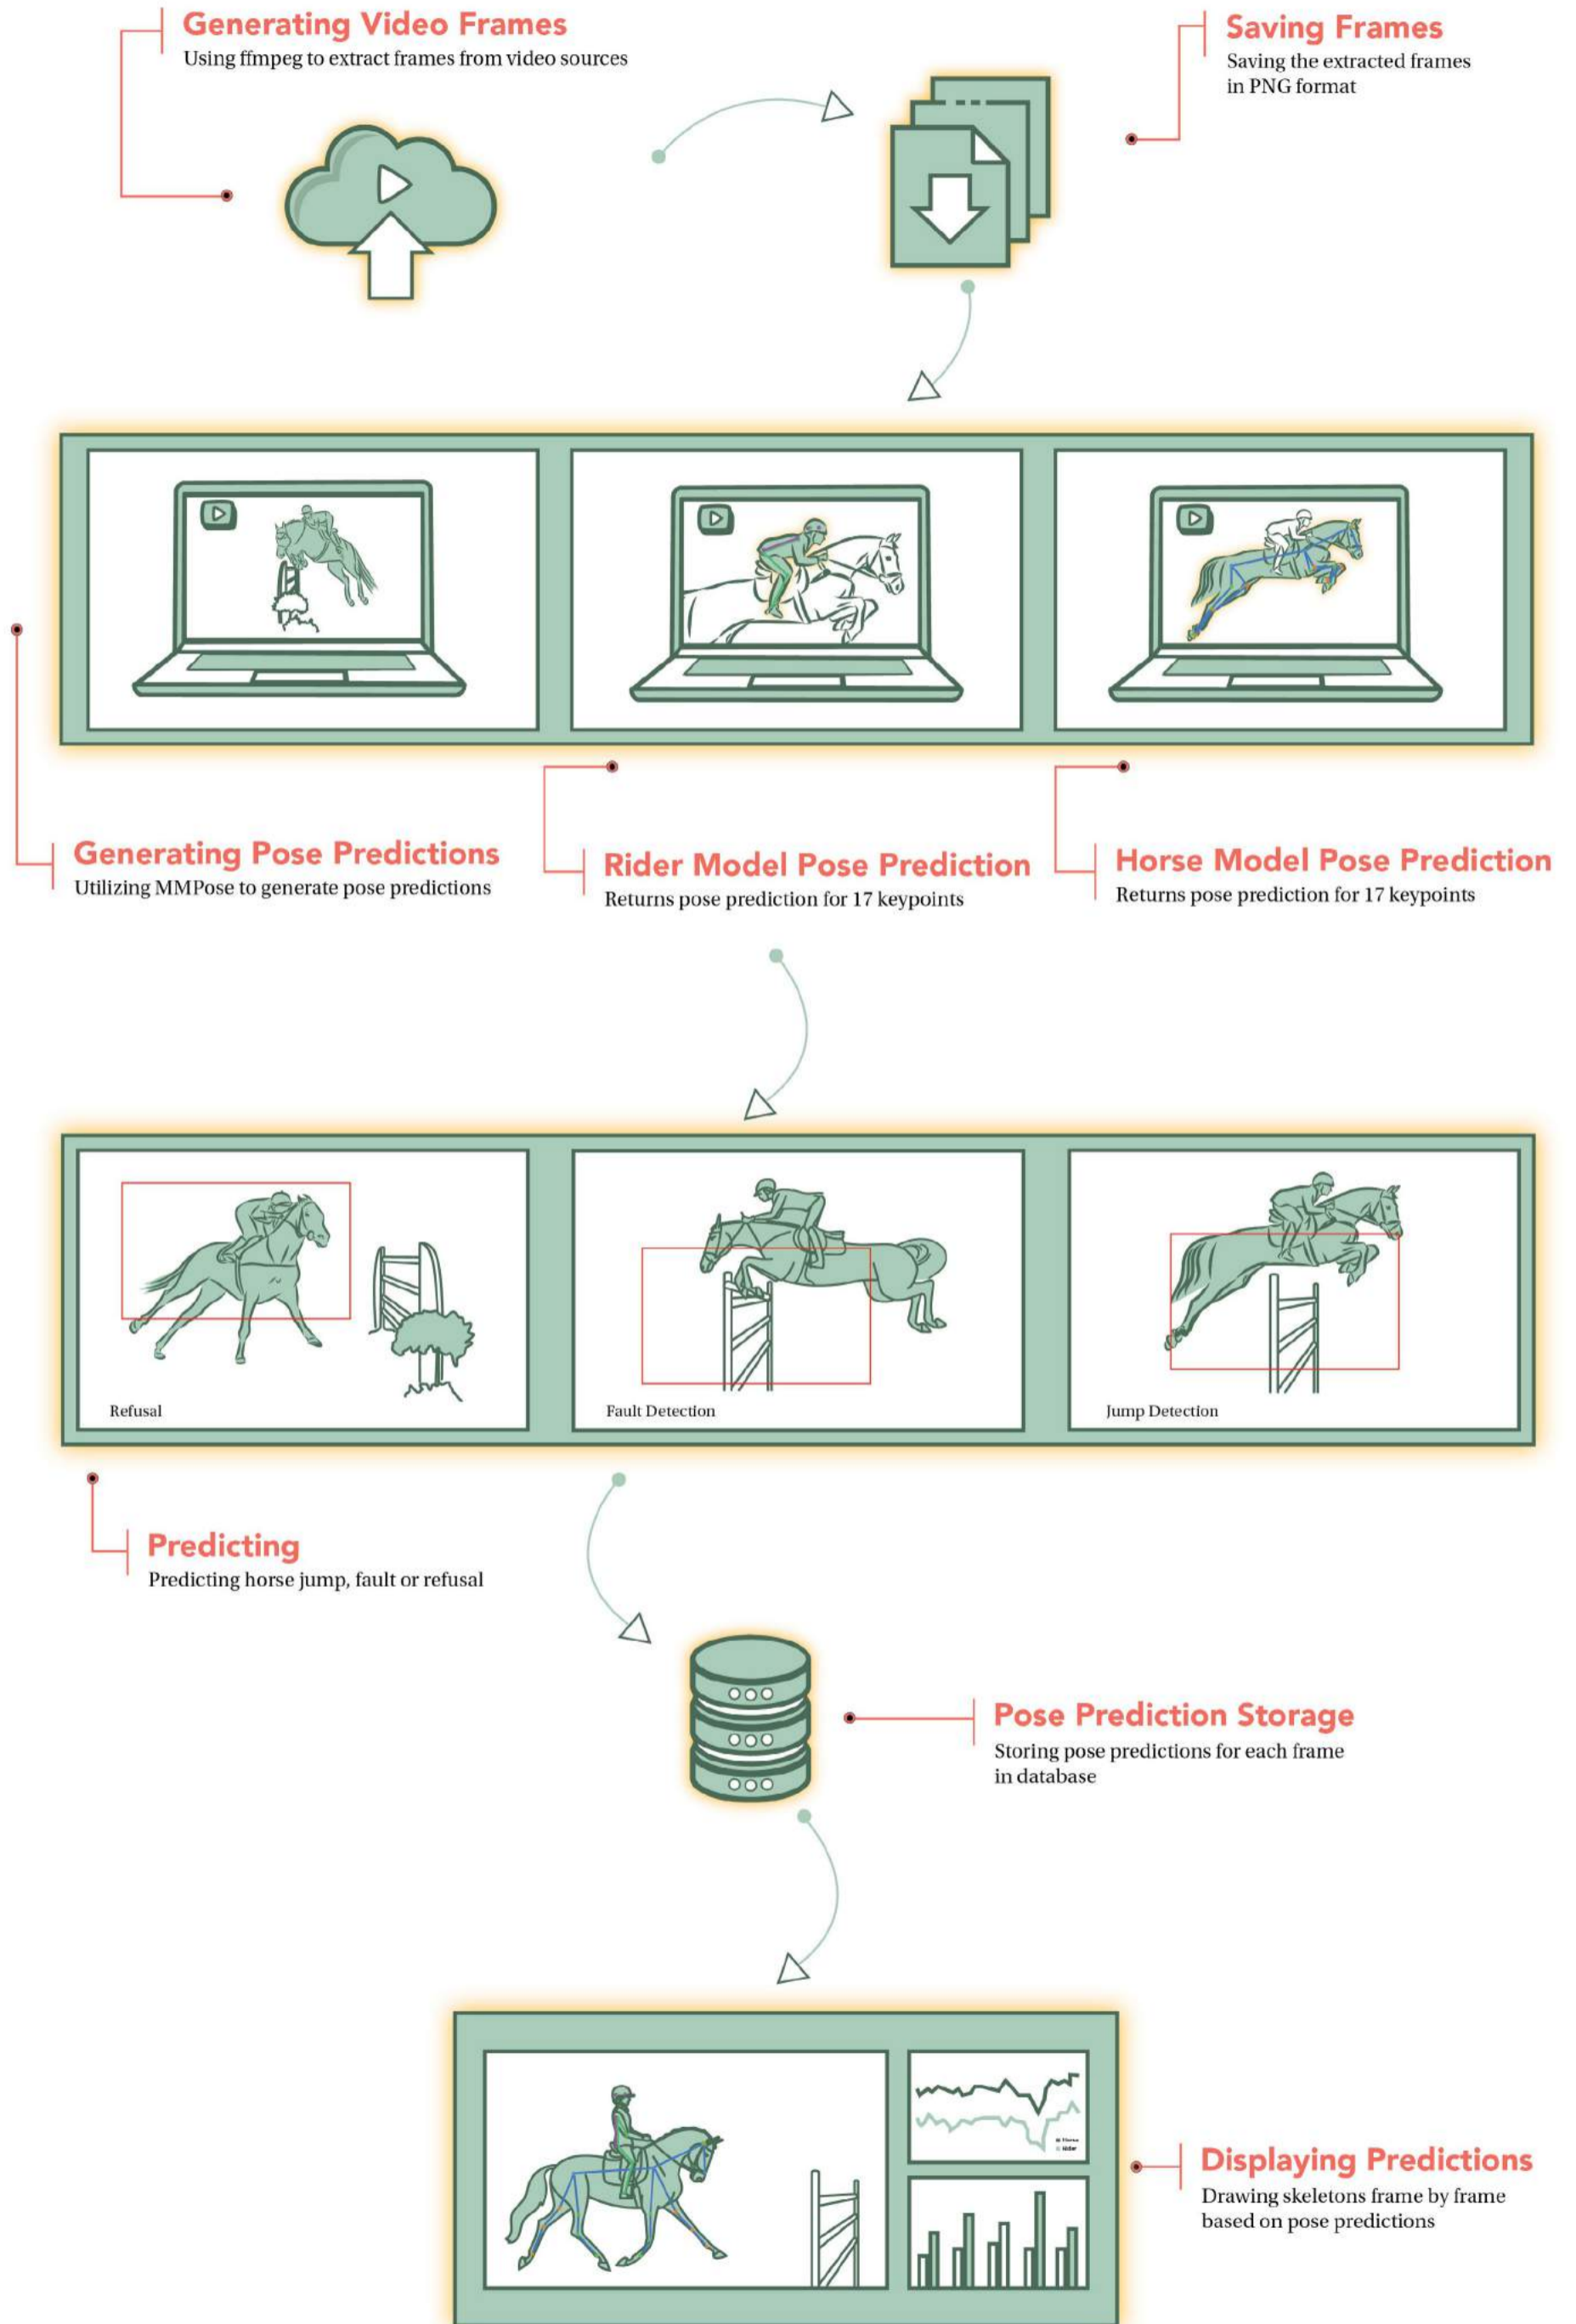 Generating Video Frames
Using ffmpeg to extract frames from video sources
Saving Frames
Saving the extracted frames
in PNG format
Generating Pose Predictions
Utilizing MMPose to generate pose predictions
Rider Model Pose Prediction
Returns pose prediction for 17 keypoints
Horse Model Pose Prediction
Returns pose prediction for 17 keypoints
Refusal
Fault Detection
Jump Detection
Predicting
Predicting horse jump, fault or refusal
Pose Prediction Storage
Storing pose predictions for each frame
in database
Horse
Rider
Displaying Predictions
Drawing skeletons frame by frame
based on pose predictions